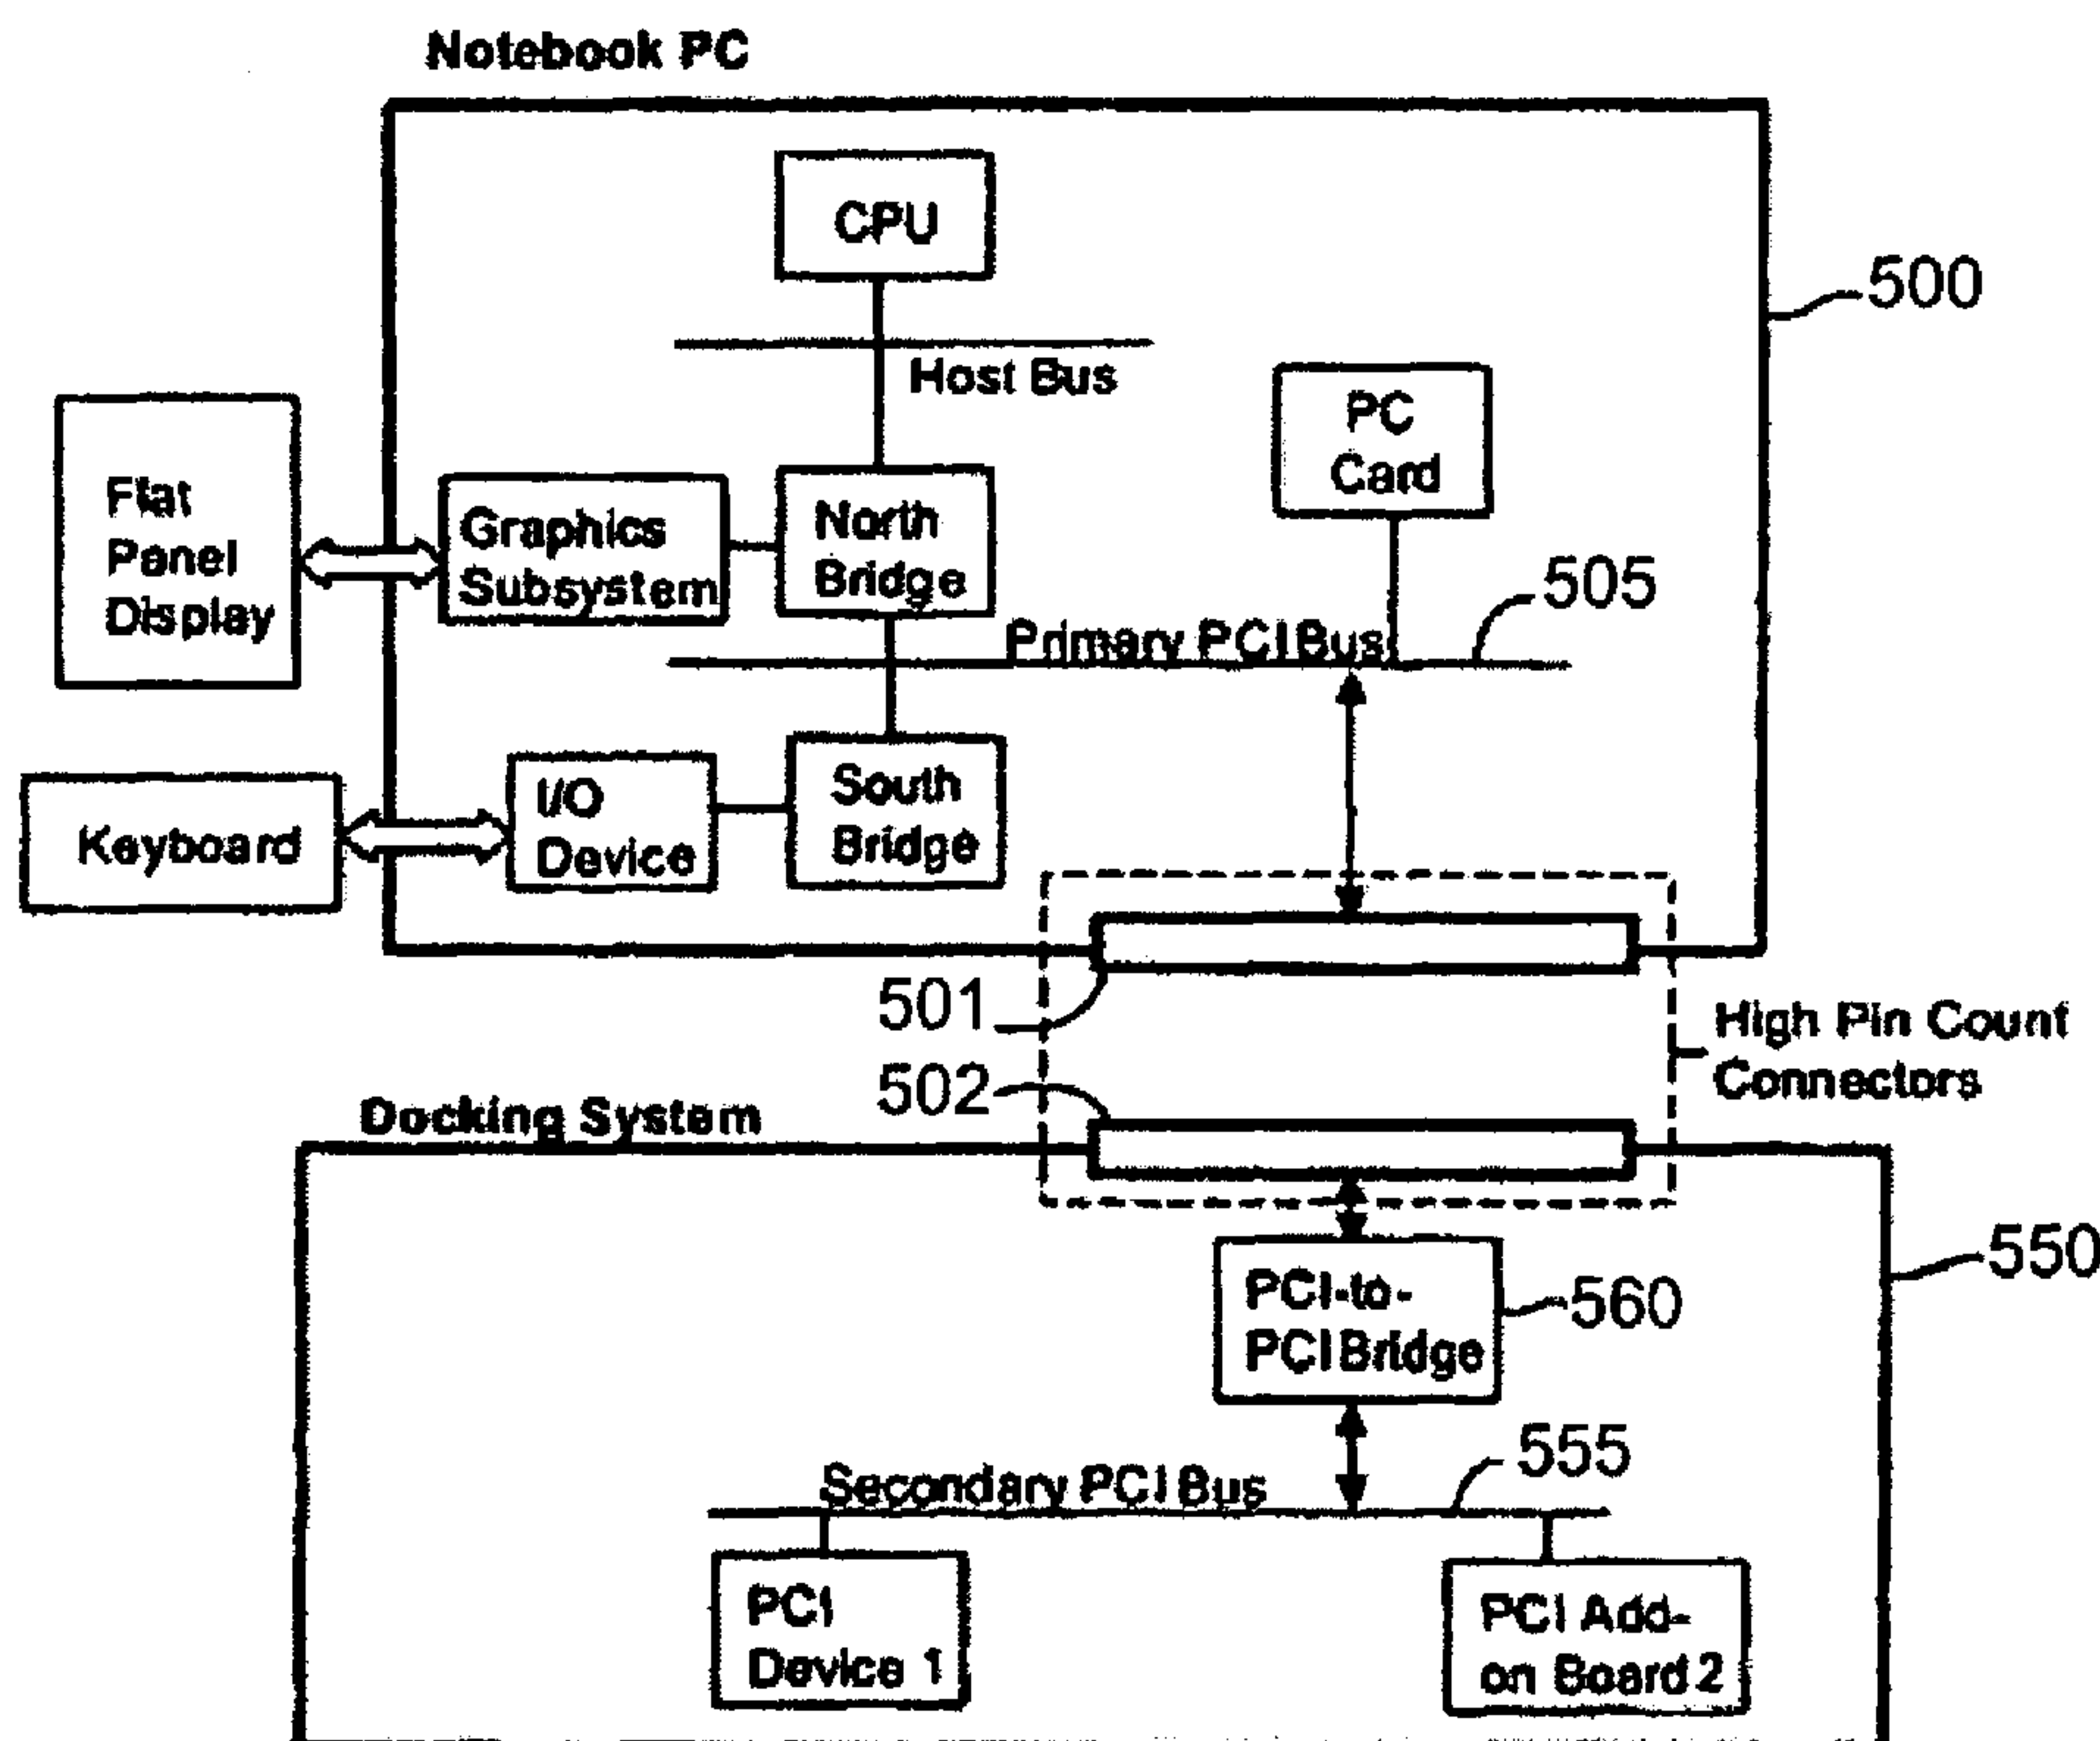 Notebook PC
CPU
500
Host Bus
PC
Card
Flat
Panel
Display
Graphics
Subsystem
North
Bridge
505
Primary PCI Bus
Keyboard
I/O
Device
South
Bridge
501
High Pin Count
Connectors
502
Docking System
550
PCI-to-
PCI Bridge
560
555
Secondary PCI Bus
PCI
Device 1
PCI Add-
on Board 2